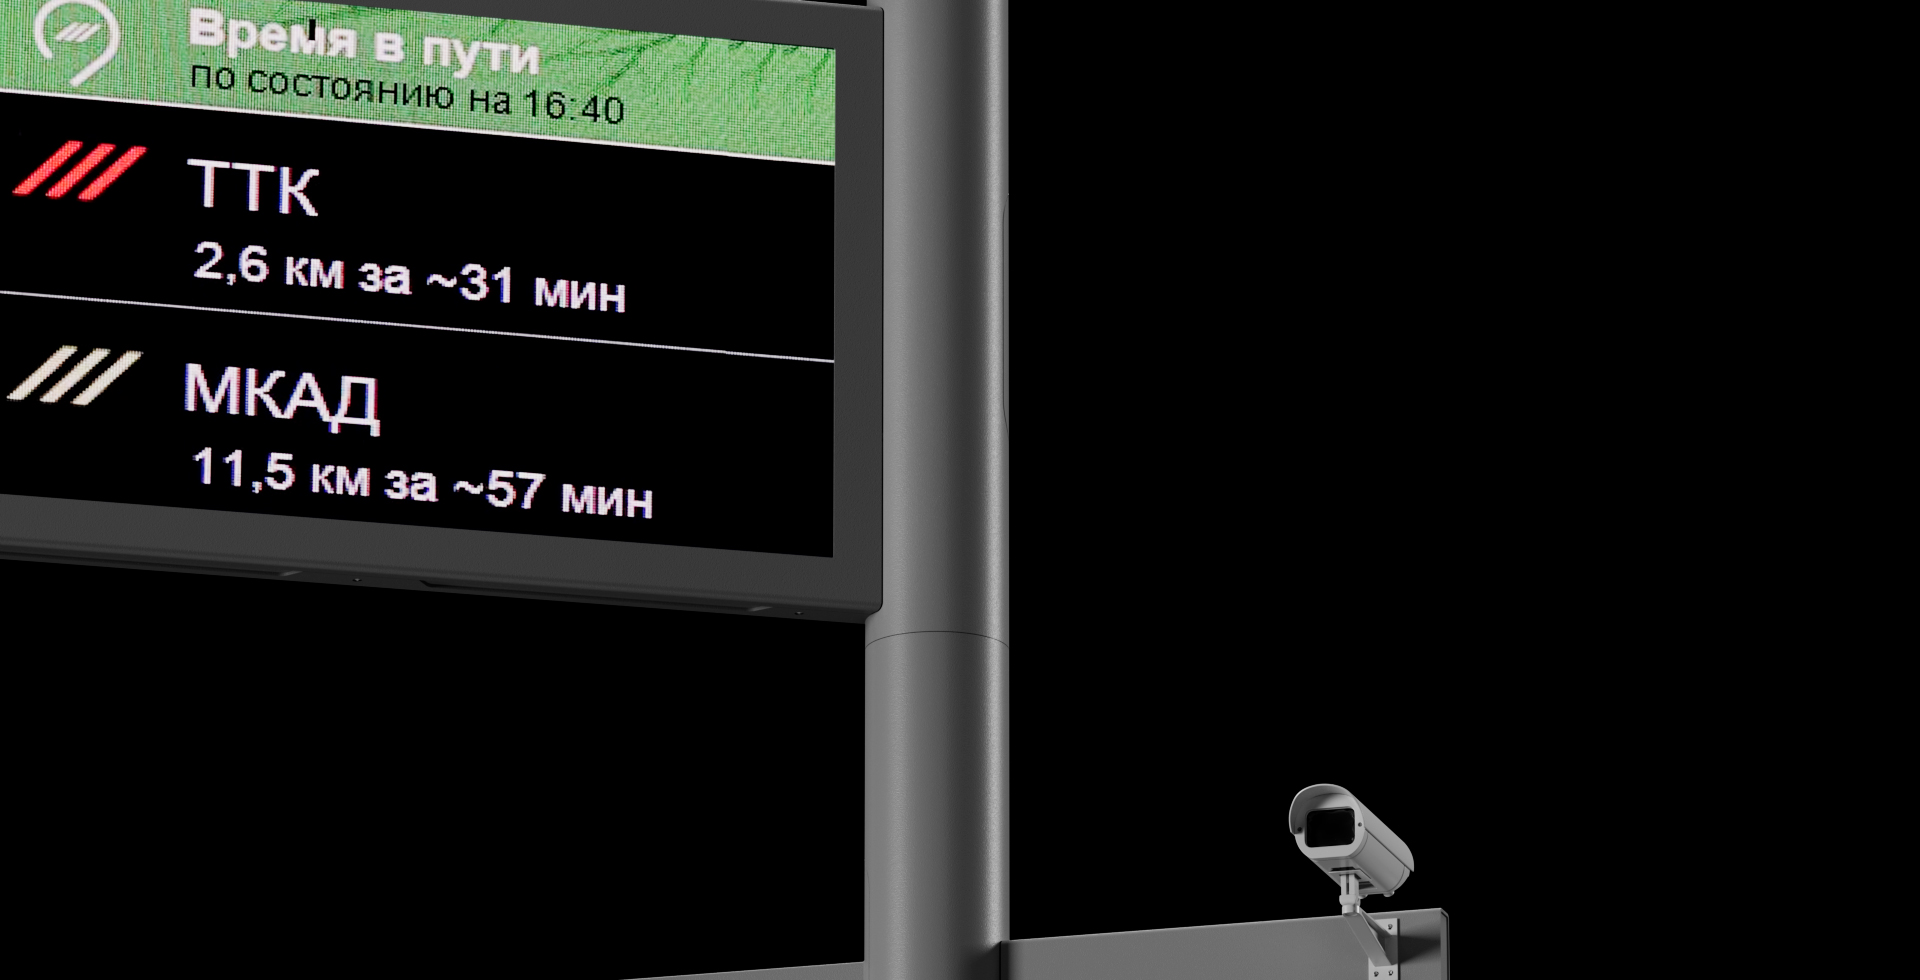 Время в пути
по состоянию на 16:40
ТТК
2,6 км за ~31 мин
МКАД
11,5 км за ~57 мин